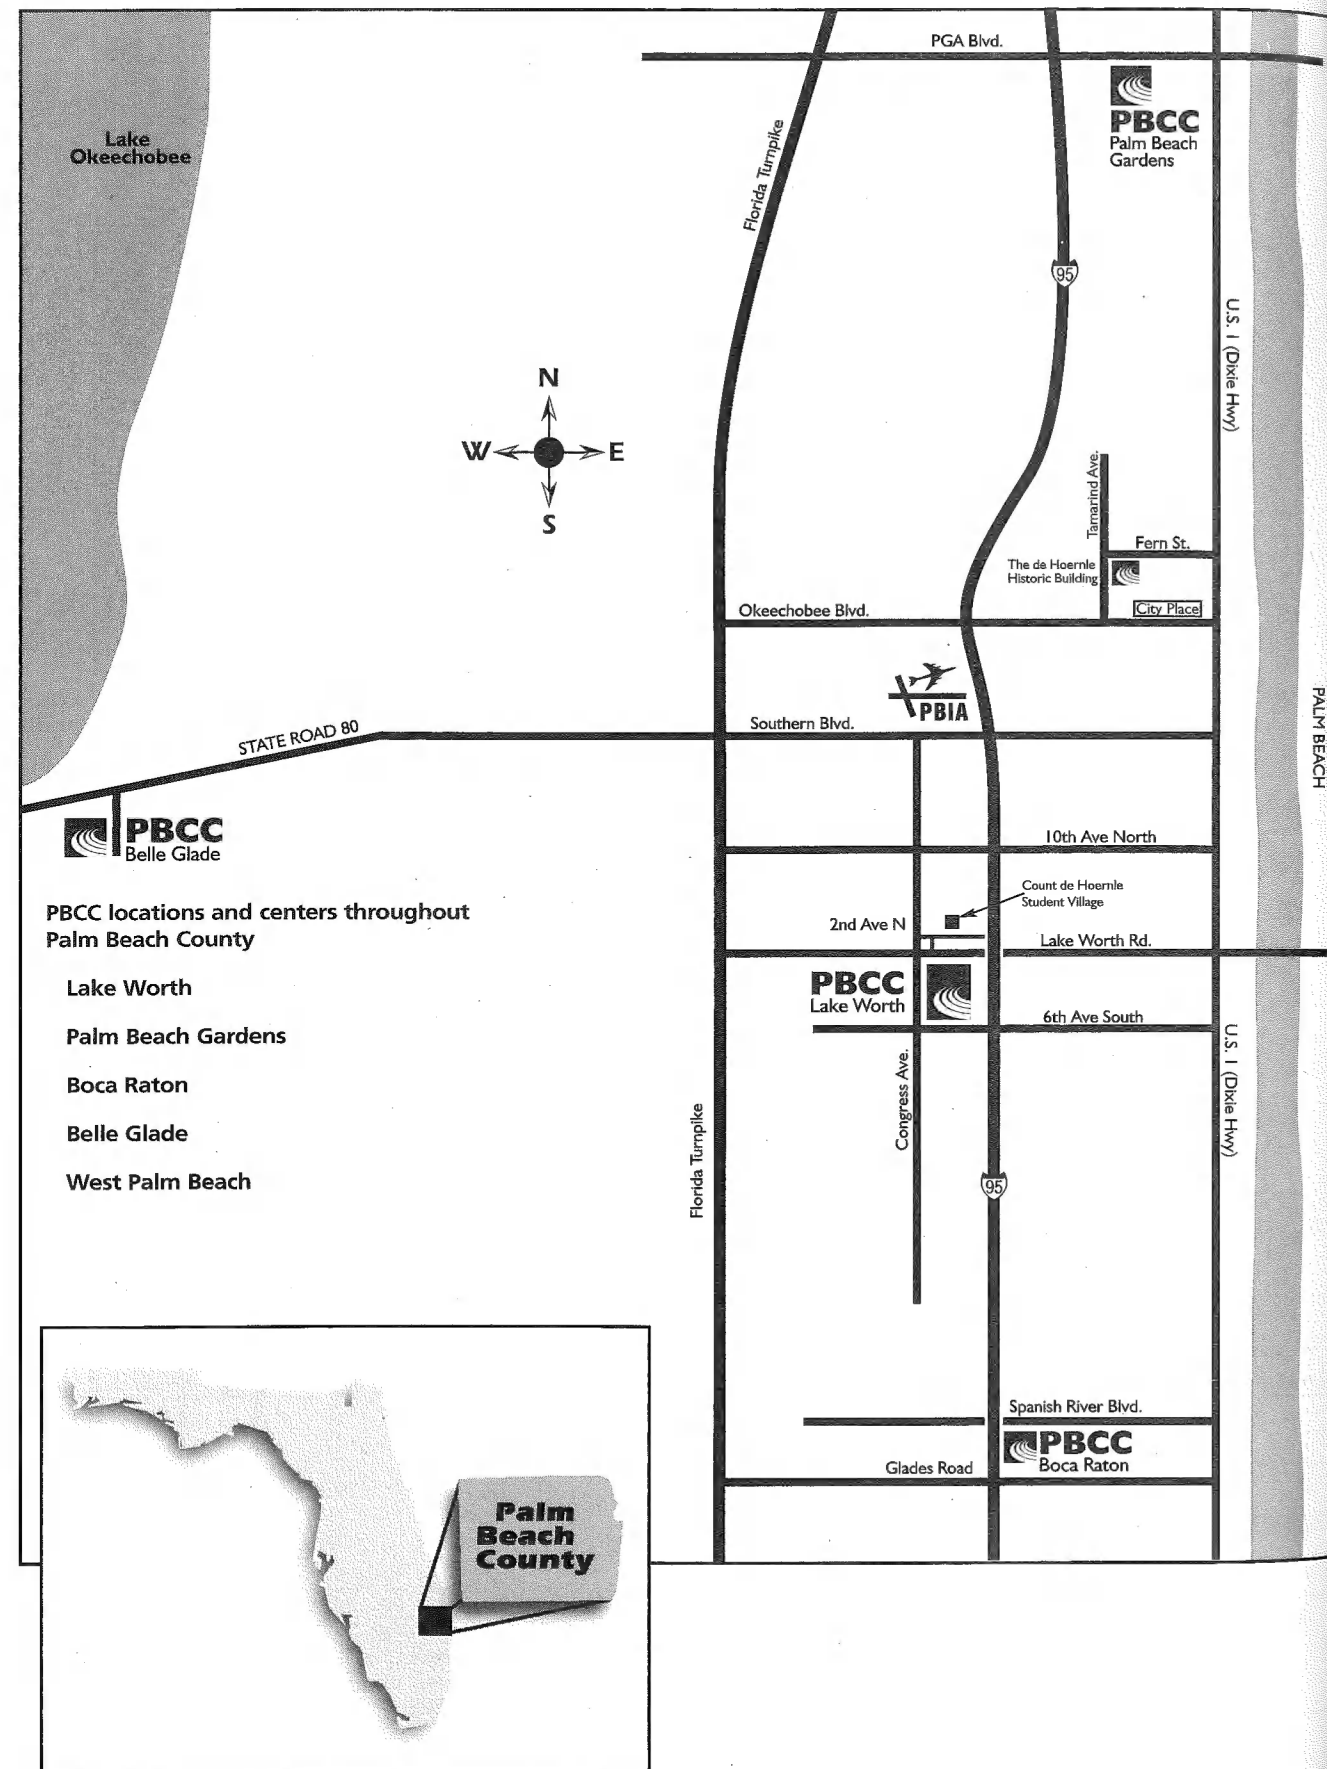 PGA Blvd.
PBCC
Palm Beach
Gardens
Lake
Okeechobee
Florida Turnpike
95
U.S. 1 (Dixie Hwy)
N
W
E
S
Tamarind Ave.
Fern St.
The de Hoernle
Historic Building
City Place
Okeechobee Blvd.
PBIA
PALM BEACH
Southern Blvd.
STATE ROAD 80
PBCC
Belle Glade
10th Ave North
Count de Hoernle
Student Village
2nd Ave N
Lake Worth Rd.
PBCC
Lake Worth
6th Ave South
PBCC locations and centers throughout
Palm Beach County
Lake Worth
Palm Beach Gardens
Boca Raton
Belle Glade
West Palm Beach
Congress Ave.
U.S. 1 (Dixie Hwy)
Florida Turnpike
95
Spanish River Blvd.
PBCC
Boca Raton
Glades Road
Palm
Beach
County